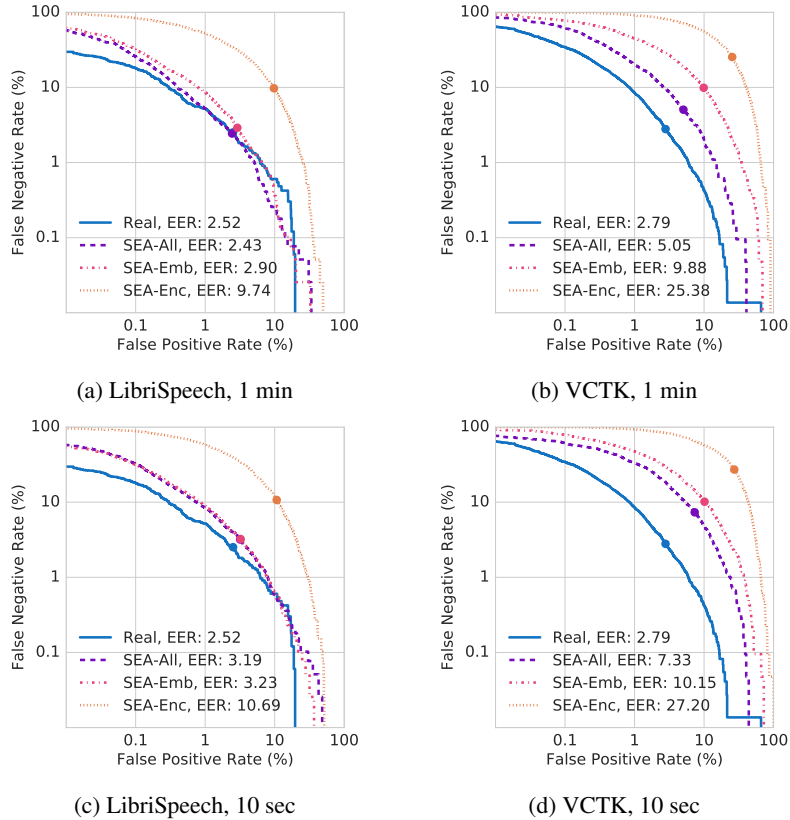 100
10
1
0.1
False Negative Rate (%)
Real, EER: 2.52
SEA-All, EER: 2.43
SEA-Emb, EER: 2.90
SEA-Enc, EER: 9.74
0.1 1 10 100
False Positive Rate (%)
(a) LibriSpeech, 1 min
100
10
1
0.1
False Negative Rate (%)
Real, EER: 2.79
SEA-All, EER: 5.05
SEA-Emb, EER: 9.88
SEA-Enc, EER: 25.38
0.1 1 10 100
False Positive Rate (%)
(b) VCTK, 1 min
100
10
1
0.1
False Negative Rate (%)
Real, EER: 2.52
SEA-All, EER: 3.19
SEA-Emb, EER: 3.23
SEA-Enc, EER: 10.69
0.1 1 10 100
False Positive Rate (%)
(c) LibriSpeech, 10 sec
100
10
1
0.1
False Negative Rate (%)
Real, EER: 2.79
SEA-All, EER: 7.33
SEA-Emb, EER: 10.15
SEA-Enc, EER: 27.20
0.1 1 10 100
False Positive Rate (%)
(d) VCTK, 10 sec